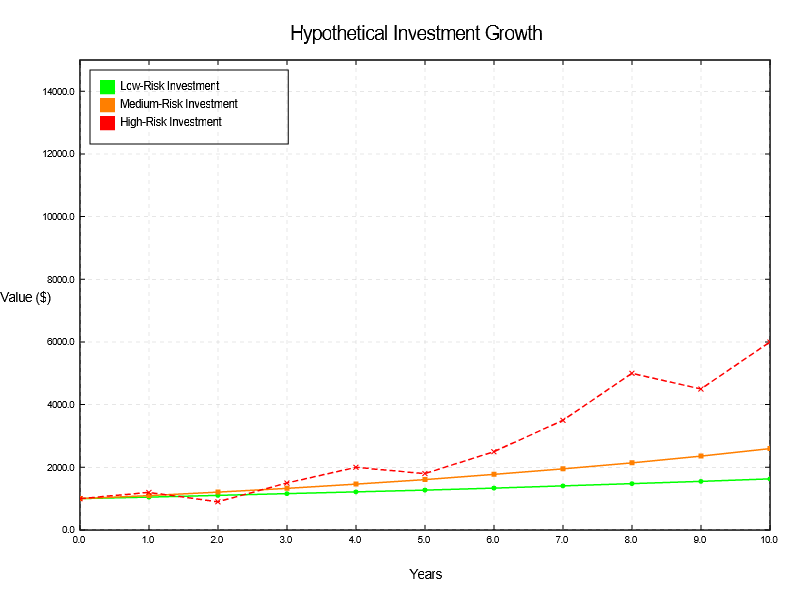 Hypothetical Investment Growth
Low-Risk Investment
Medium-Risk Investment
High-Risk Investment
14000.0
12000.0
10000.0
8000.0
Value ($)
6000.0
4000.0
2000.0
0.0
0.0 1.0 2.0 3.0 4.0 5.0 6.0 7.0 8.0 9.0 10.0
Years